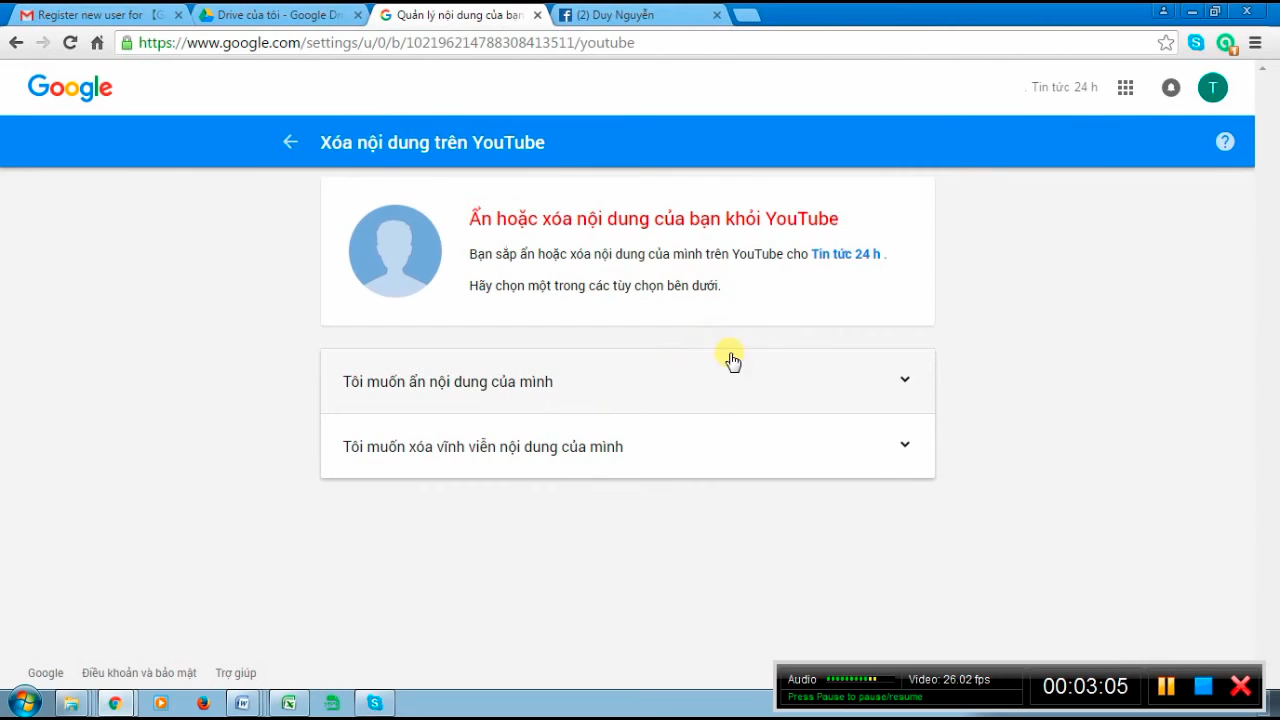 Register new user for 【G
Drive của tôi - Google Dr
Quản lý nội dung của bạn
(2) Duy Nguyễn
https://www.google.com/settings/u/0/b/102196214788308413511/youtube
Google
. Tin tức 24 h
T
Xóa nội dung trên YouTube
?
Ẩn hoặc xóa nội dung của bạn khỏi YouTube
Bạn sắp ẩn hoặc xóa nội dung của mình trên YouTube cho Tin tức 24 h .
Hãy chọn một trong các tùy chọn bên dưới.
Tôi muốn ẩn nội dung của mình
Tôi muốn xóa vĩnh viễn nội dung của mình
Google
Điều khoản và bảo mật
Trợ giúp
Audio
Video: 26.02 fps
Press Pause to pause/resume
00:03:05